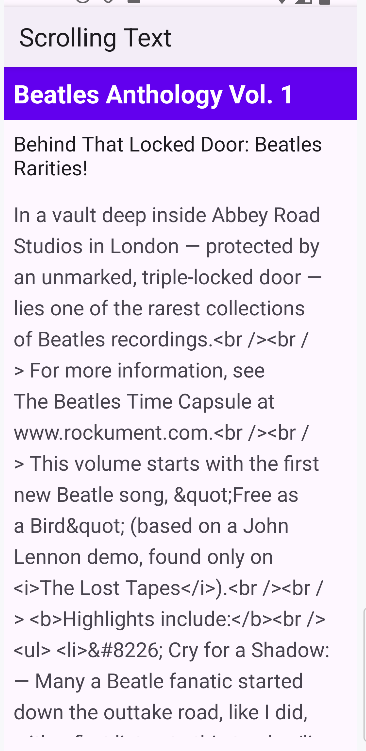 Scrolling Text
Beatles Anthology Vol. 1
Behind That Locked Door: Beatles
Rarities!
In a vault deep inside Abbey Road
Studios in London — protected by
an unmarked, triple-locked door —
lies one of the rarest collections
of Beatles recordings.<br /><br /
> For more information, see
The Beatles Time Capsule at
www.rockument.com.<br /><br /
> This volume starts with the first
new Beatle song, &quot;Free as
a Bird&quot; (based on a John
Lennon demo, found only on
<i>The Lost Tapes</i>).<br /><br /
> <b>Highlights include:</b><br />
<ul> <li>&#8226; Cry for a Shadow:
— Many a Beatle fanatic started
down the outtake road, like I did,